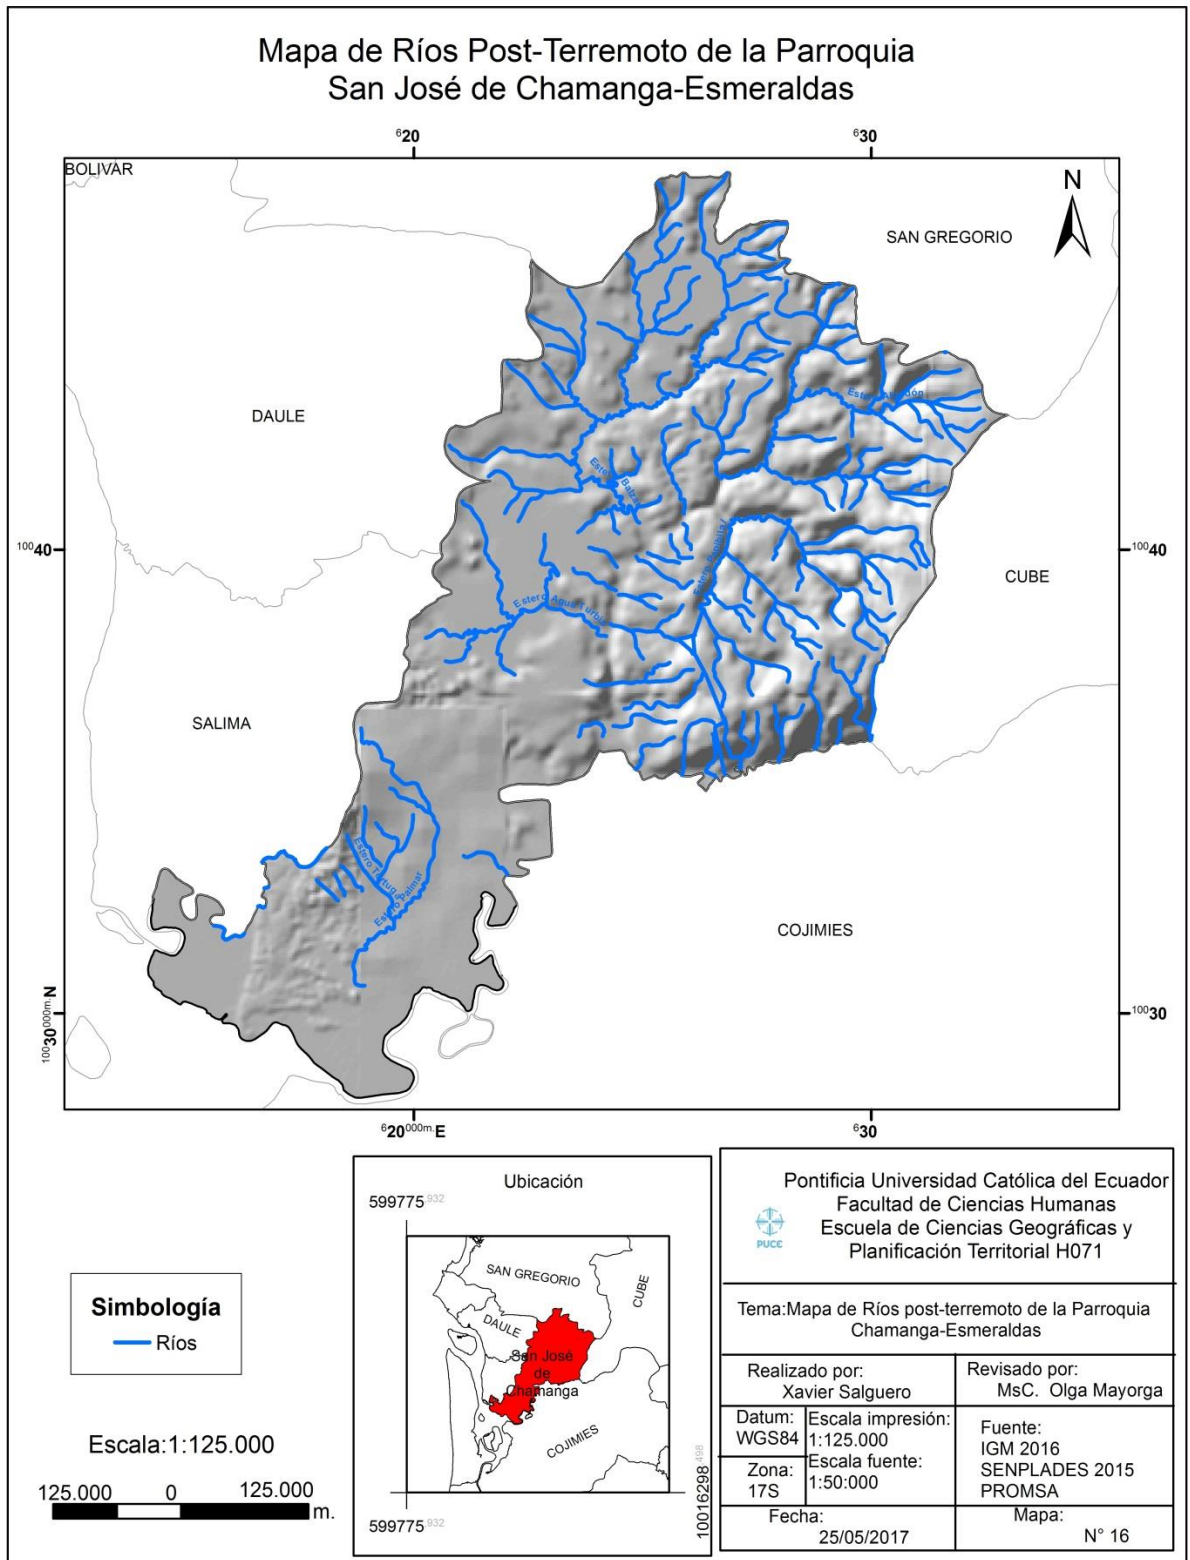 Mapa de Ríos Post-Terremoto de la Parroquia
San José de Chamanga-Esmeraldas
620
630
BOLIVAR
N
SAN GREGORIO
DAULE
Estero Balzar
10040
10040
CUBE
Estero Agua Turbia
SALIMA
Estero Tortuga
Estero Palmar
COJIMIES
10030000m. N
10030
620000m. E
630
Simbología
Ríos
Escala:1:125.000
125.000 0 125.000
m.
Ubicación
599775.932
SAN GREGORIO
CUBE
DAULE
San José
de
Chamanga
COJIMIES
599775.932
10016298.498
Pontificia Universidad Católica del Ecuador
Facultad de Ciencias Humanas
Escuela de Ciencias Geográficas y
Planificación Territorial H071
PUCE
Tema:Mapa de Ríos post-terremoto de la Parroquia
Chamanga-Esmeraldas
Realizado por:
Xavier Salguero
Revisado por:
MsC. Olga Mayorga
Datum:
WGS84
Escala impresión:
1:125.000
Escala fuente:
1:50:000
Zona:
17S
Fuente:
IGM 2016
SENPLADES 2015
PROMSA
Fecha:
25/05/2017
Mapa:
N° 16